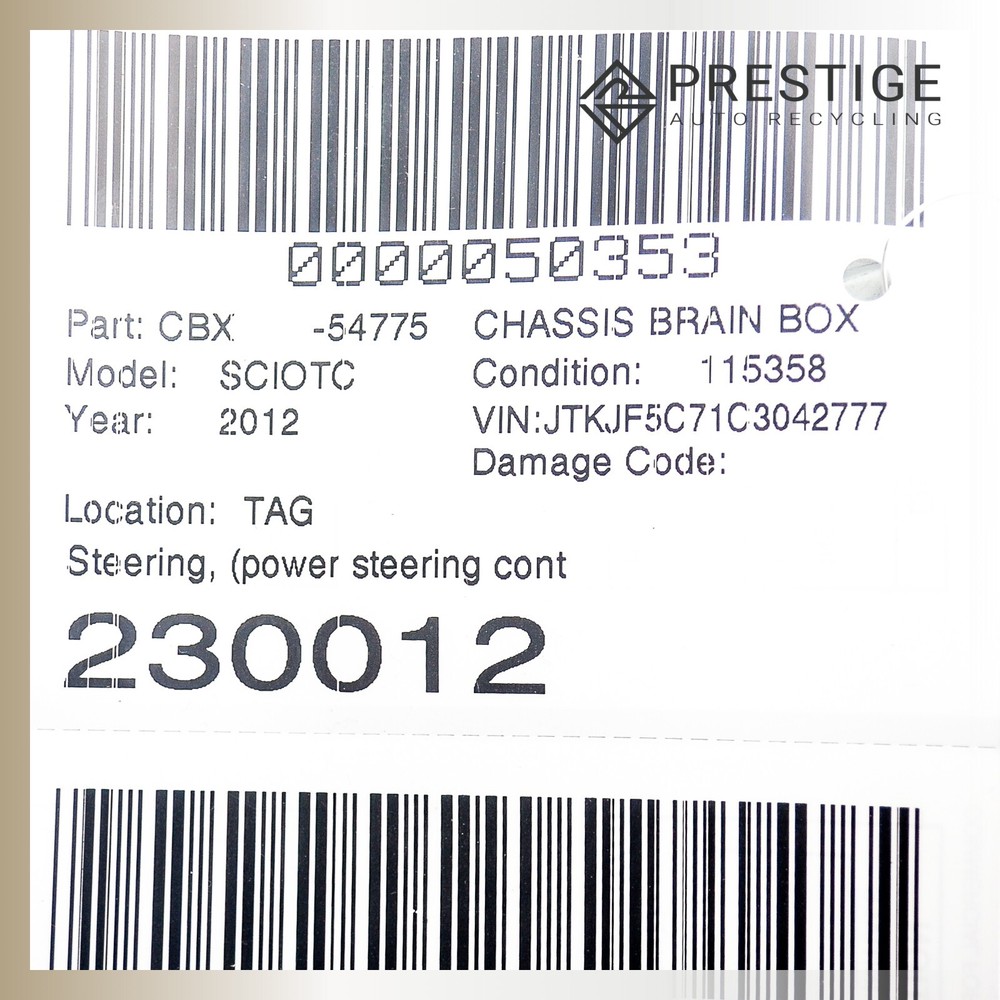 PRESTIGE
AUTO RECYCLING
0000050353
Part: CBX -54775 CHASSIS BRAIN BOX
Model: SCIOTC Condition: 115358
Year: 2012 VIN:JTKJF5C71C3042777
Damage Code:
Location: TAG
Steering, (power steering cont
230012